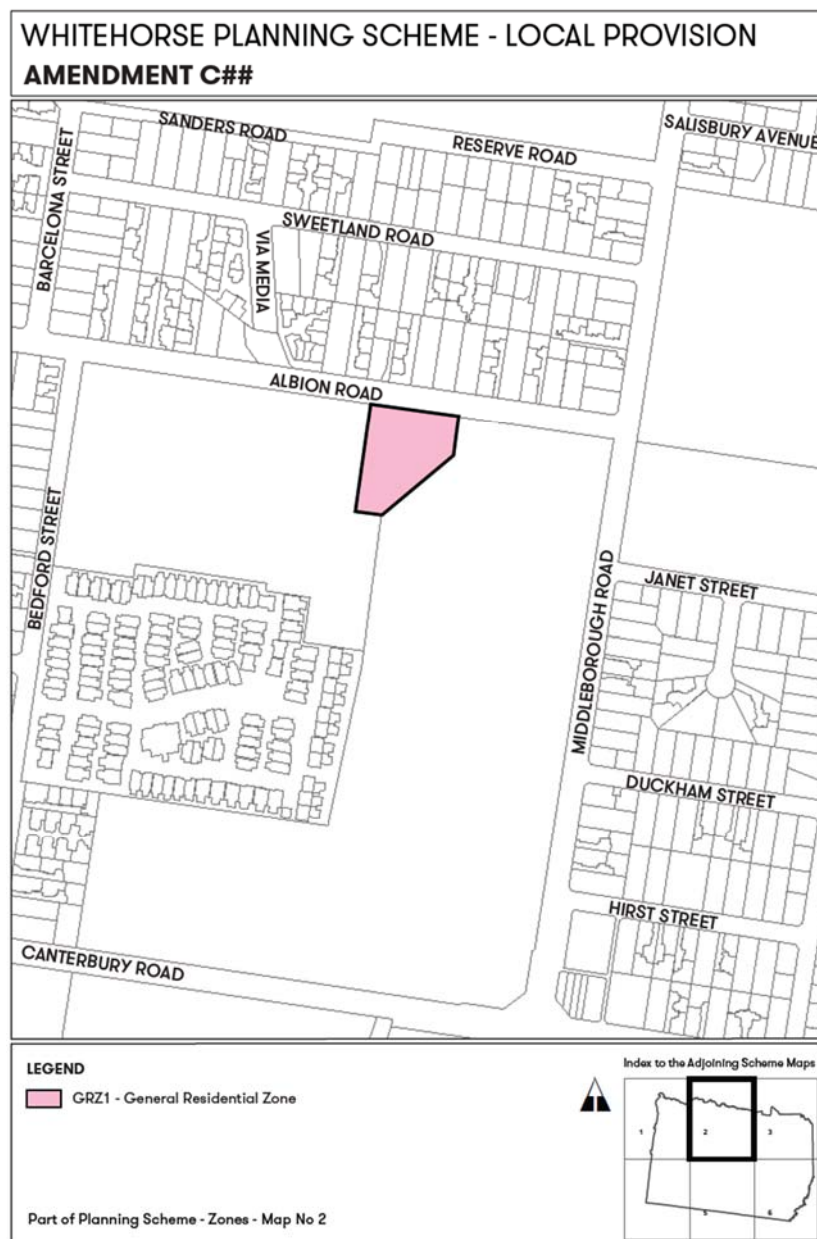 WHITEHORSE PLANNING SCHEME - LOCAL PROVISION
AMENDMENT C##
SANDERS ROAD
RESERVE ROAD
SALISBURY AVENUE
BARCELONA STREET
SWEETLAND ROAD
VIA MEDIA
ALBION ROAD
BEDFORD STREET
MIDDLEBOROUGH ROAD
JANET STREET
DUCKHAM STREET
HIRST STREET
CANTERBURY ROAD
LEGEND
GRZ1 - General Residential Zone
Index to the Adjoining Scheme Maps
1
2
3
5
6
Part of Planning Scheme - Zones - Map No 2